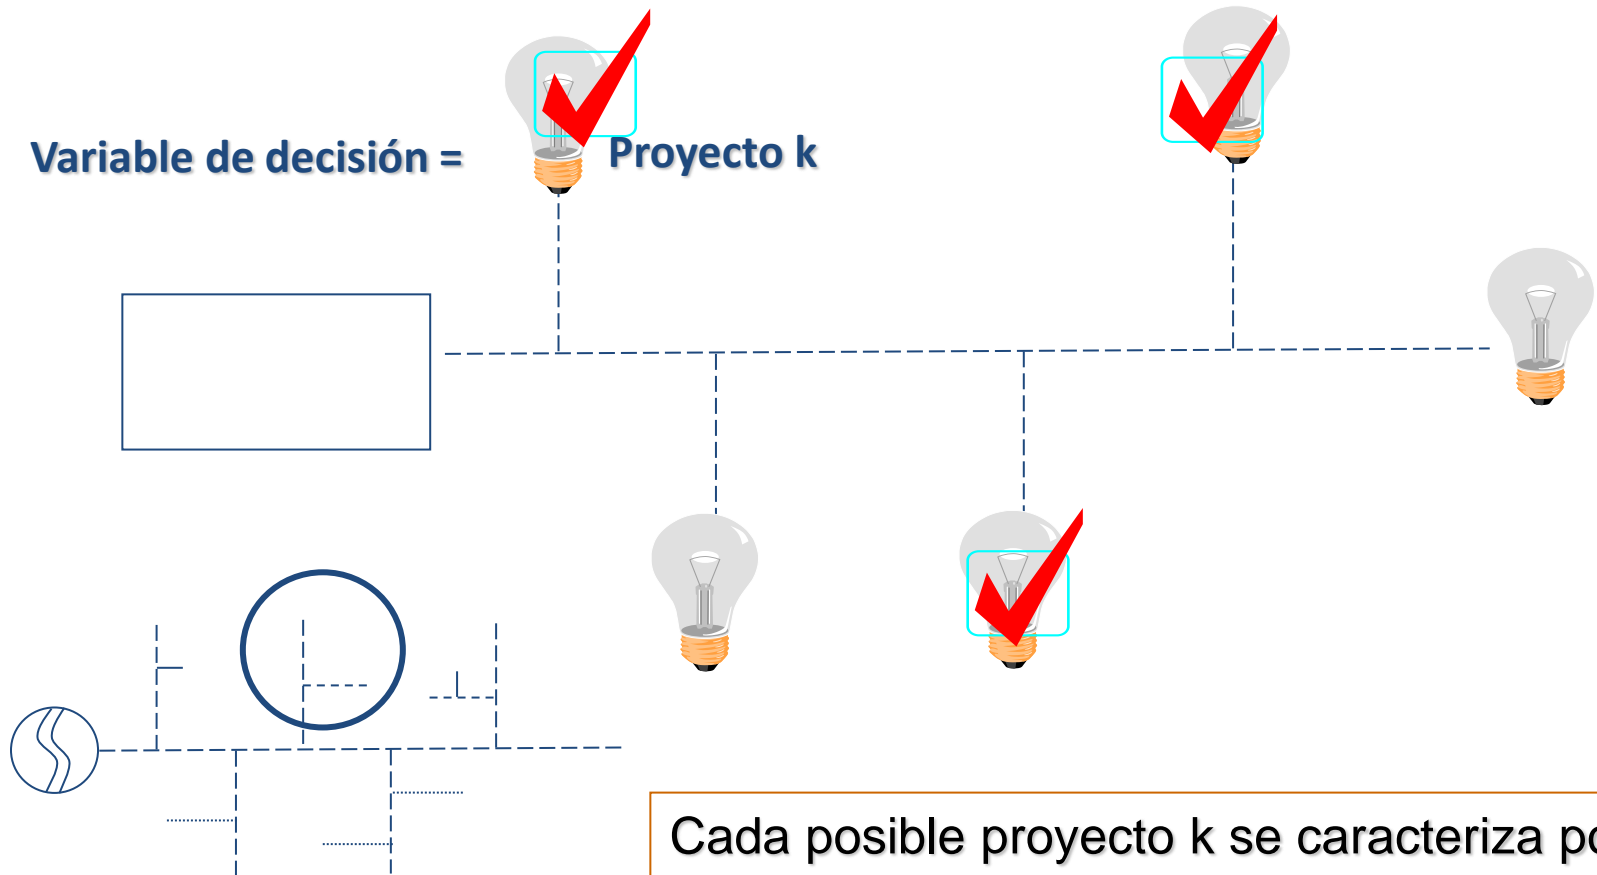 Variable de decisión =
Proyecto k
Cada posible proyecto k se caracteriza